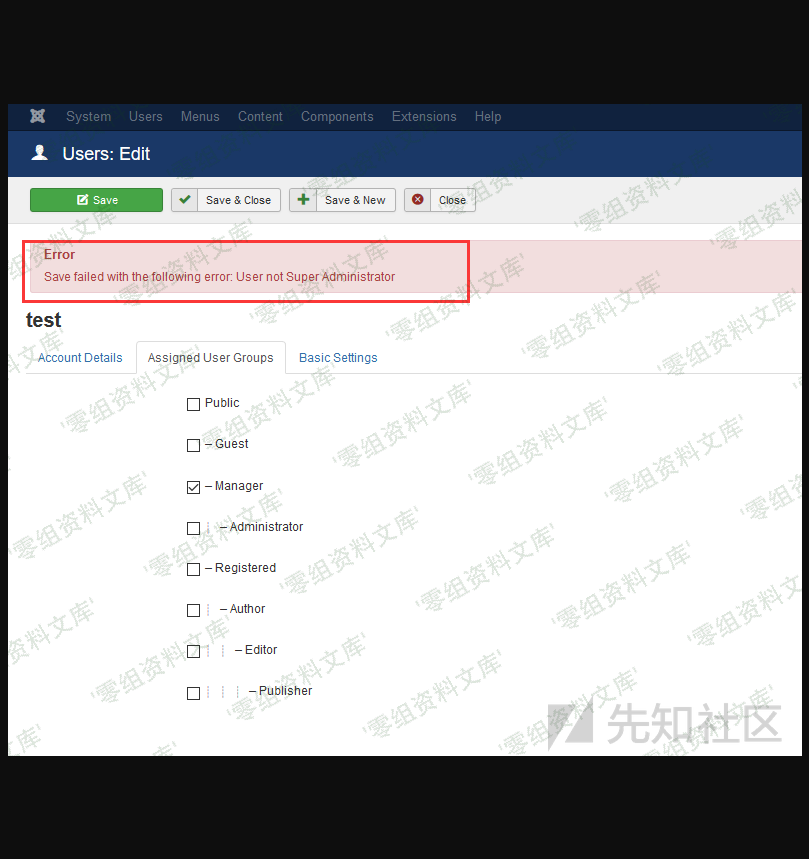 System Users Menus Content Components Extensions Help
Users: Edit
Save Save & Close Save & New Close
Error
Save failed with the following error: User not Super Administrator
test
Account Details Assigned User Groups Basic Settings
Public
– Guest
– Manager
– Administrator
– Registered
– Author
– Editor
– Publisher
'零组资料文库'
先知社区